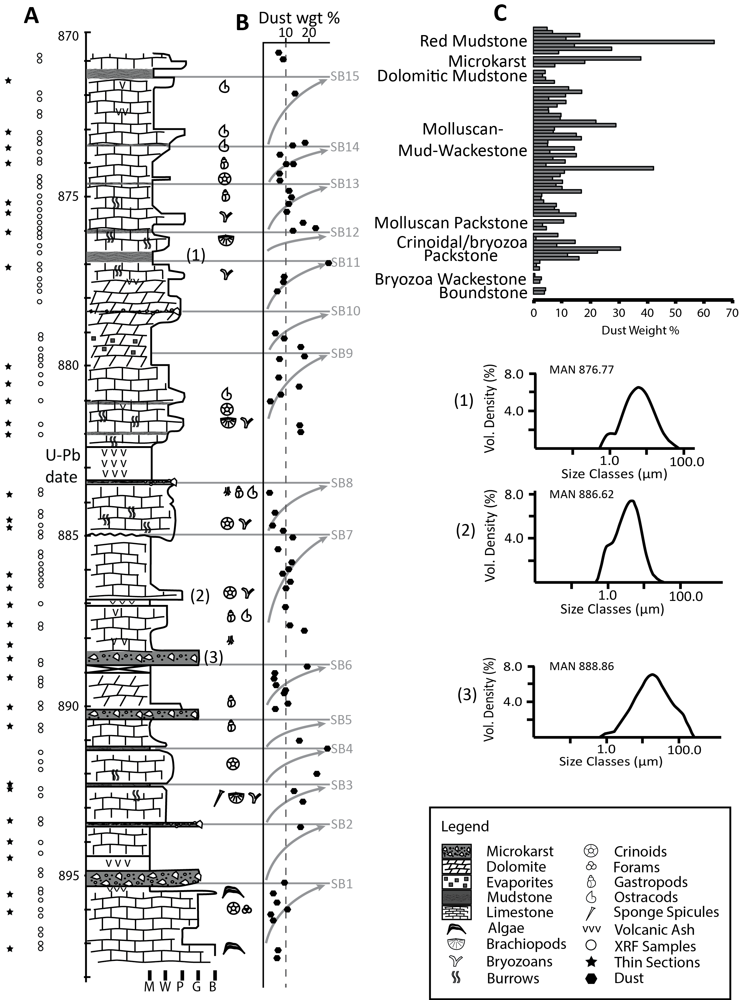 A
B
C
Dust wgt %
10 20
870
875
880
885
890
895
U-Pb
date
(1)
(2)
(3)
V
VV
VV
V
V V V
V V V
V V V
V V V
V
V V
V V V
VVV
SB15
SB14
SB13
SB12
SB11
SB10
SB9
SB8
SB7
SB6
SB5
SB4
SB3
SB2
SB1
M W P G B
Red Mudstone
Microkarst
Dolomitic Mudstone
Molluscan-
Mud-Wackestone
Molluscan Packstone
Crinoidal/bryozoa
Packstone
Bryozoa Wackestone
Boundstone
0 10 20 30 40 50 60 70
Dust Weight %
(1)
MAN 876.77
Vol. Density (%)
8.0
4.0
1.0 100.0
Size Classes (µm)
(2)
MAN 886.62
Vol. Density (%)
8.0
4.0
1.0 100.0
Size Classes (µm)
(3)
MAN 888.86
Vol. Density (%)
8.0
4.0
1.0 100.0
Size Classes (µm)
Legend
Microkarst
Dolomite
Evaporites
Mudstone
Limestone
Algae
Brachiopods
Bryozoans
Burrows
Crinoids
Forams
Gastropods
Ostracods
Sponge Spicules
VVV Volcanic Ash
XRF Samples
Thin Sections
Dust